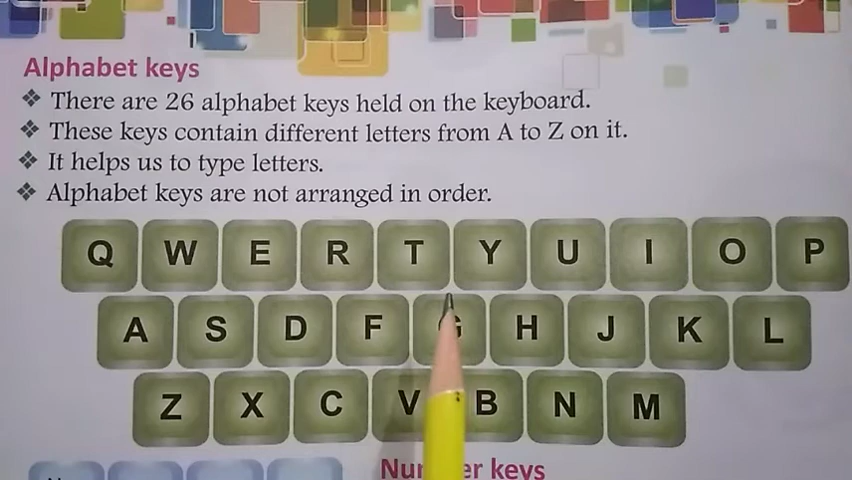 Alphabet keys
❖ There are 26 alphabet keys held on the keyboard.
❖ These keys contain different letters from A to Z on it.
❖ It helps us to type letters.
❖ Alphabet keys are not arranged in order.
Q W E R T Y U I O P
A S D F G H J K L
Z X C V B N M
keys